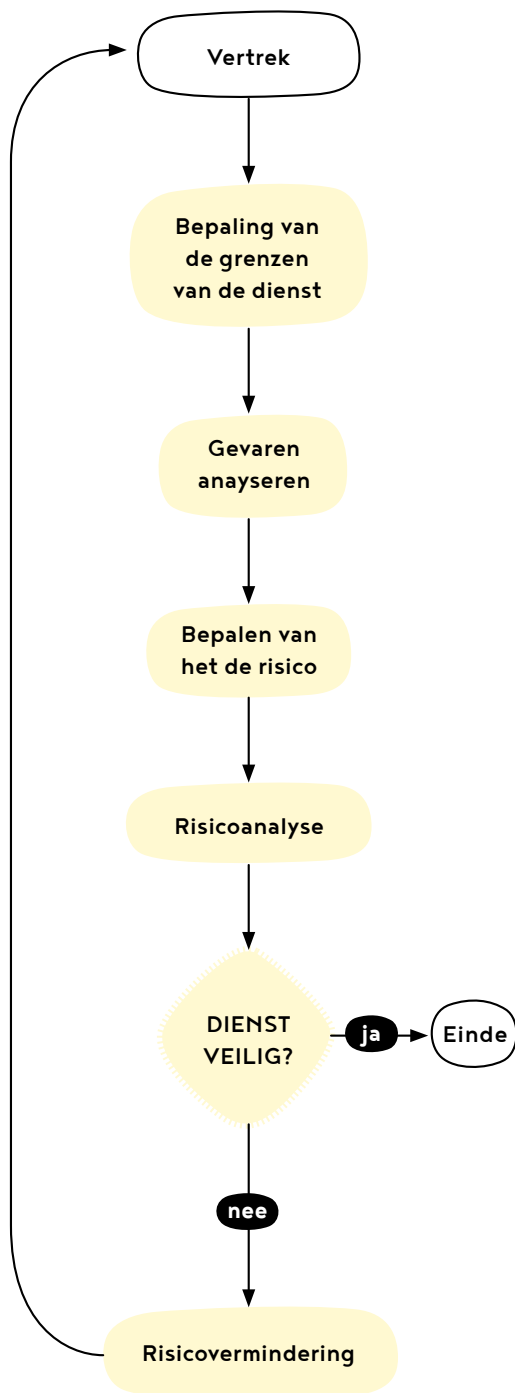 Vertrek
Bepaling van
de grenzen
van de dienst
Gevaren
anayseren
Bepalen van
het de risico
Risicoanalyse
DIENST
VEILIG?
ja
Einde
nee
Risicovermindering